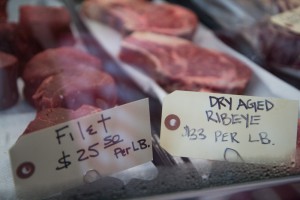 Filet
$25.50 Per LB.
DRY AGED
RIBEYE
$33 PER LB.